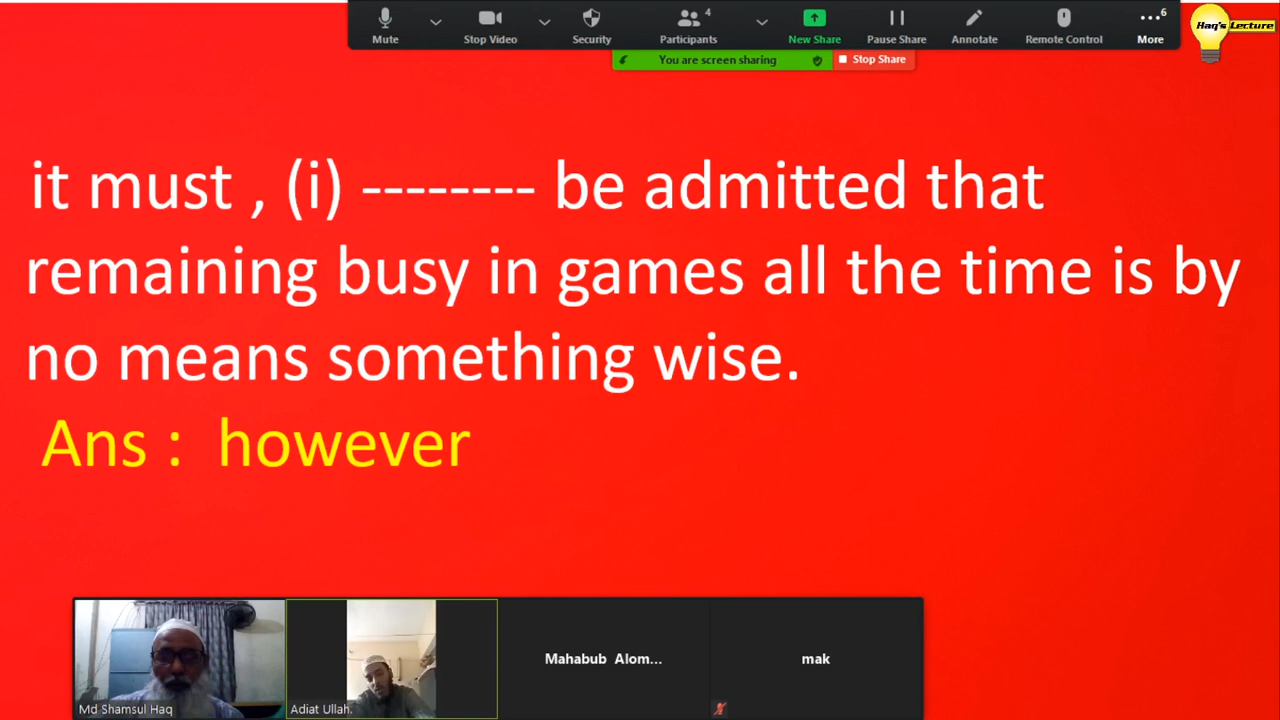 Mute
Stop Video
Security
4
Participants
New Share
Pause Share
Annotate
Remote Control
6
More
Haq's Lecture
You are screen sharing
Stop Share
it must , (i) -------- be admitted that
remaining busy in games all the time is by
no means something wise.
Ans : however
Md Shamsul Haq
Adiat Ullah.
Mahabub Alom...
mak